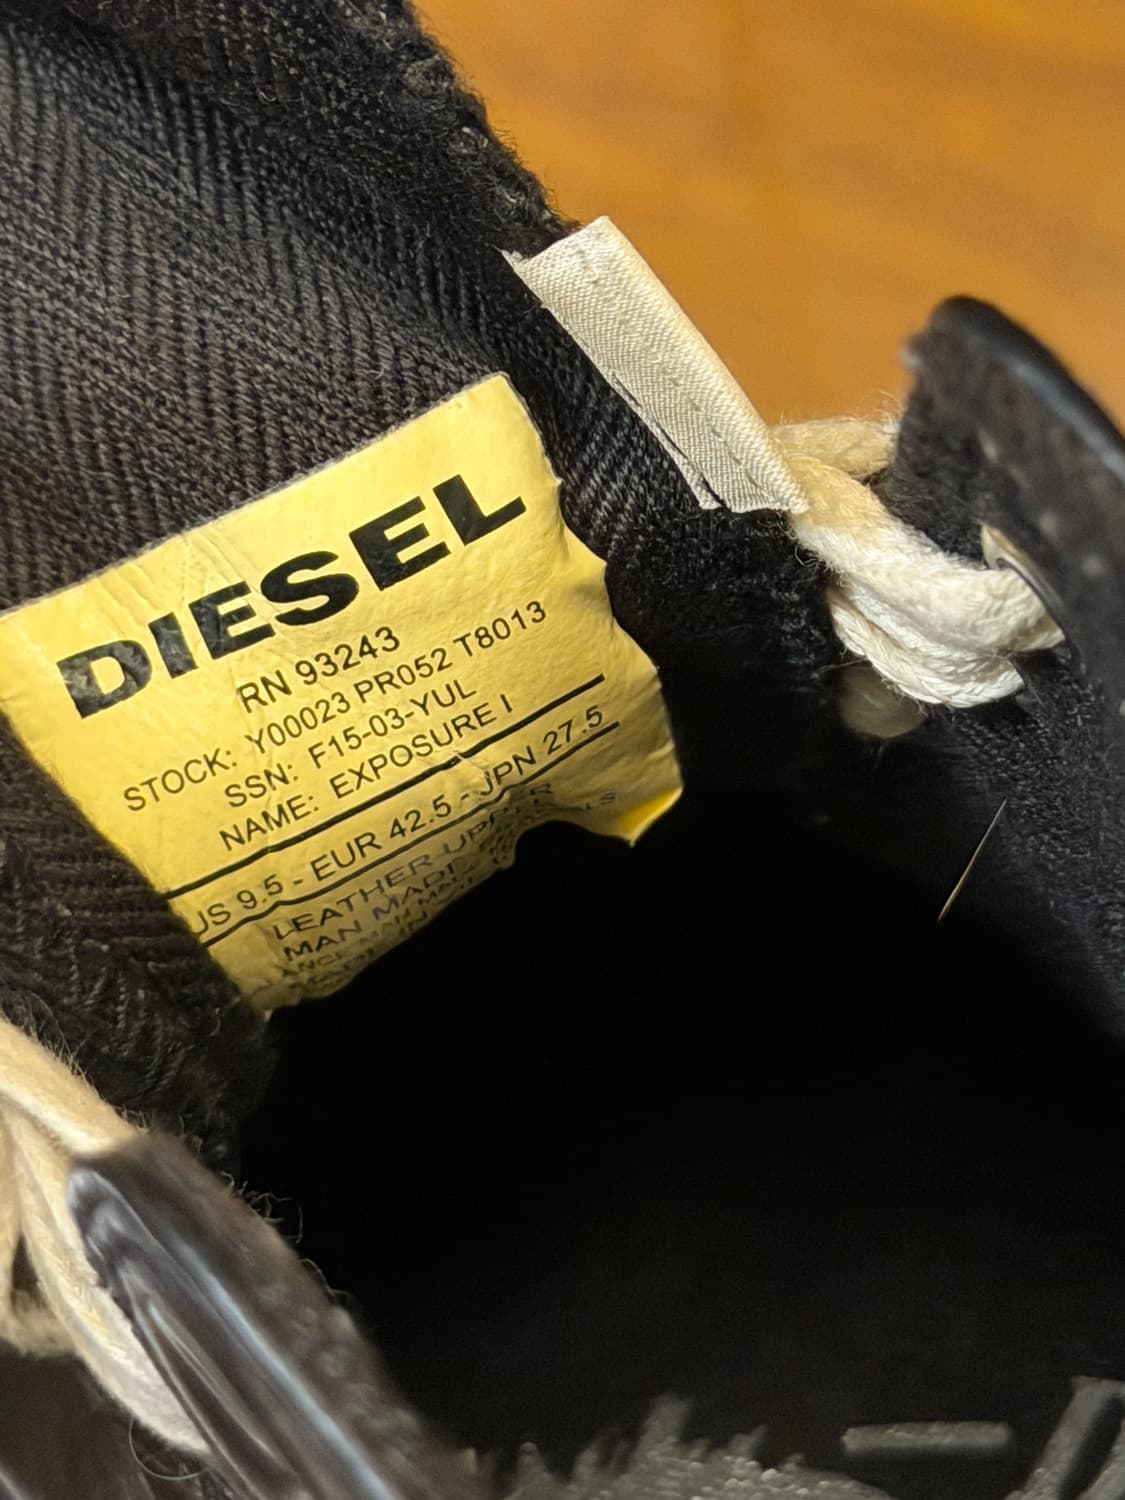 DIESEL
RN 93243
STOCK: Y00023 PR052 T8013
SSN: F15-03-YUL
NAME: EXPOSURE I
US 9.5 - EUR 42.5 - JPN 27.5
LEATHER UPPER
MAN MADE